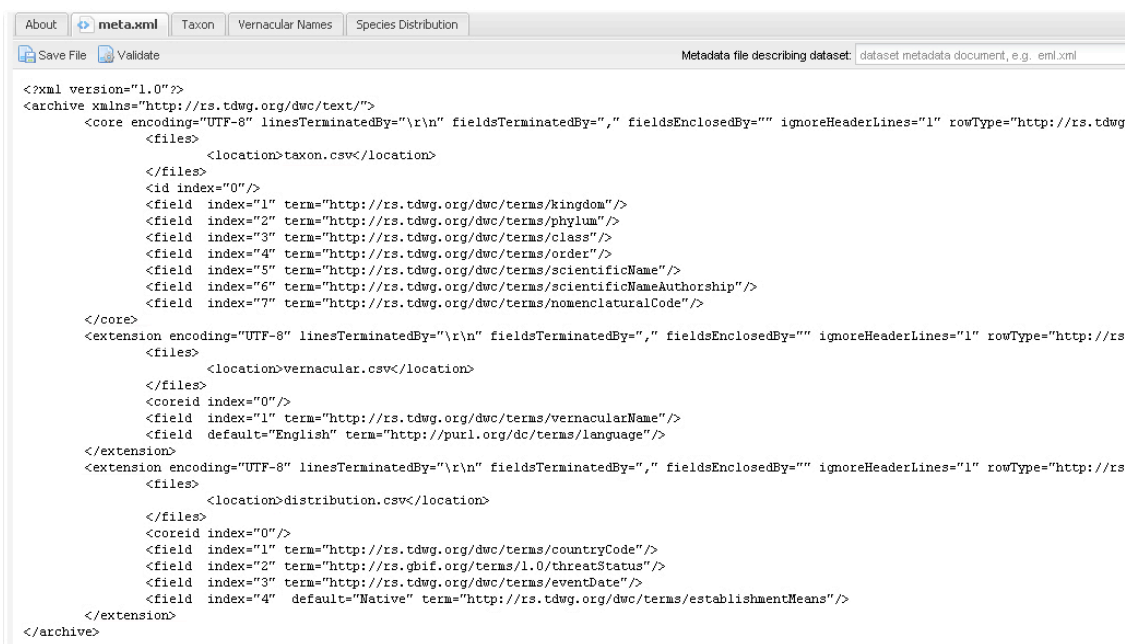 About meta.xml Taxon Vernacular Names Species Distribution
Save File Validate Metadata file describing dataset: dataset metadata document, e.g. eml.xml
<?xml version="1.0"?>
<archive xmlns="http://rs.tdwg.org/dwc/text/">
<core encoding="UTF-8" linesTerminatedBy="\r\n" fieldsTerminatedBy="," fieldsEnclosedBy="" ignoreHeaderLines="1" rowType="http://rs.tdwg
<files>
<location>taxon.csv</location>
</files>
<id index="0"/>
<field index="1" term="http://rs.tdwg.org/dwc/terms/kingdom"/>
<field index="2" term="http://rs.tdwg.org/dwc/terms/phylum"/>
<field index="3" term="http://rs.tdwg.org/dwc/terms/class"/>
<field index="4" term="http://rs.tdwg.org/dwc/terms/order"/>
<field index="5" term="http://rs.tdwg.org/dwc/terms/scientificName"/>
<field index="6" term="http://rs.tdwg.org/dwc/terms/scientificNameAuthorship"/>
<field index="7" term="http://rs.tdwg.org/dwc/terms/nomenclaturalCode"/>
</core>
<extension encoding="UTF-8" linesTerminatedBy="\r\n" fieldsTerminatedBy="," fieldsEnclosedBy="" ignoreHeaderLines="1" rowType="http://rs
<files>
<location>vernacular.csv</location>
</files>
<coreid index="0"/>
<field index="1" term="http://rs.tdwg.org/dwc/terms/vernacularName"/>
<field default="English" term="http://purl.org/dc/terms/language"/>
</extension>
<extension encoding="UTF-8" linesTerminatedBy="\r\n" fieldsTerminatedBy="," fieldsEnclosedBy="" ignoreHeaderLines="1" rowType="http://rs
<files>
<location>distribution.csv</location>
</files>
<coreid index="0"/>
<field index="1" term="http://rs.tdwg.org/dwc/terms/countryCode"/>
<field index="2" term="http://rs.gbif.org/terms/1.0/threatStatus"/>
<field index="3" term="http://rs.tdwg.org/dwc/terms/eventDate"/>
<field index="4" default="Native" term="http://rs.tdwg.org/dwc/terms/establishmentMeans"/>
</extension>
</archive>